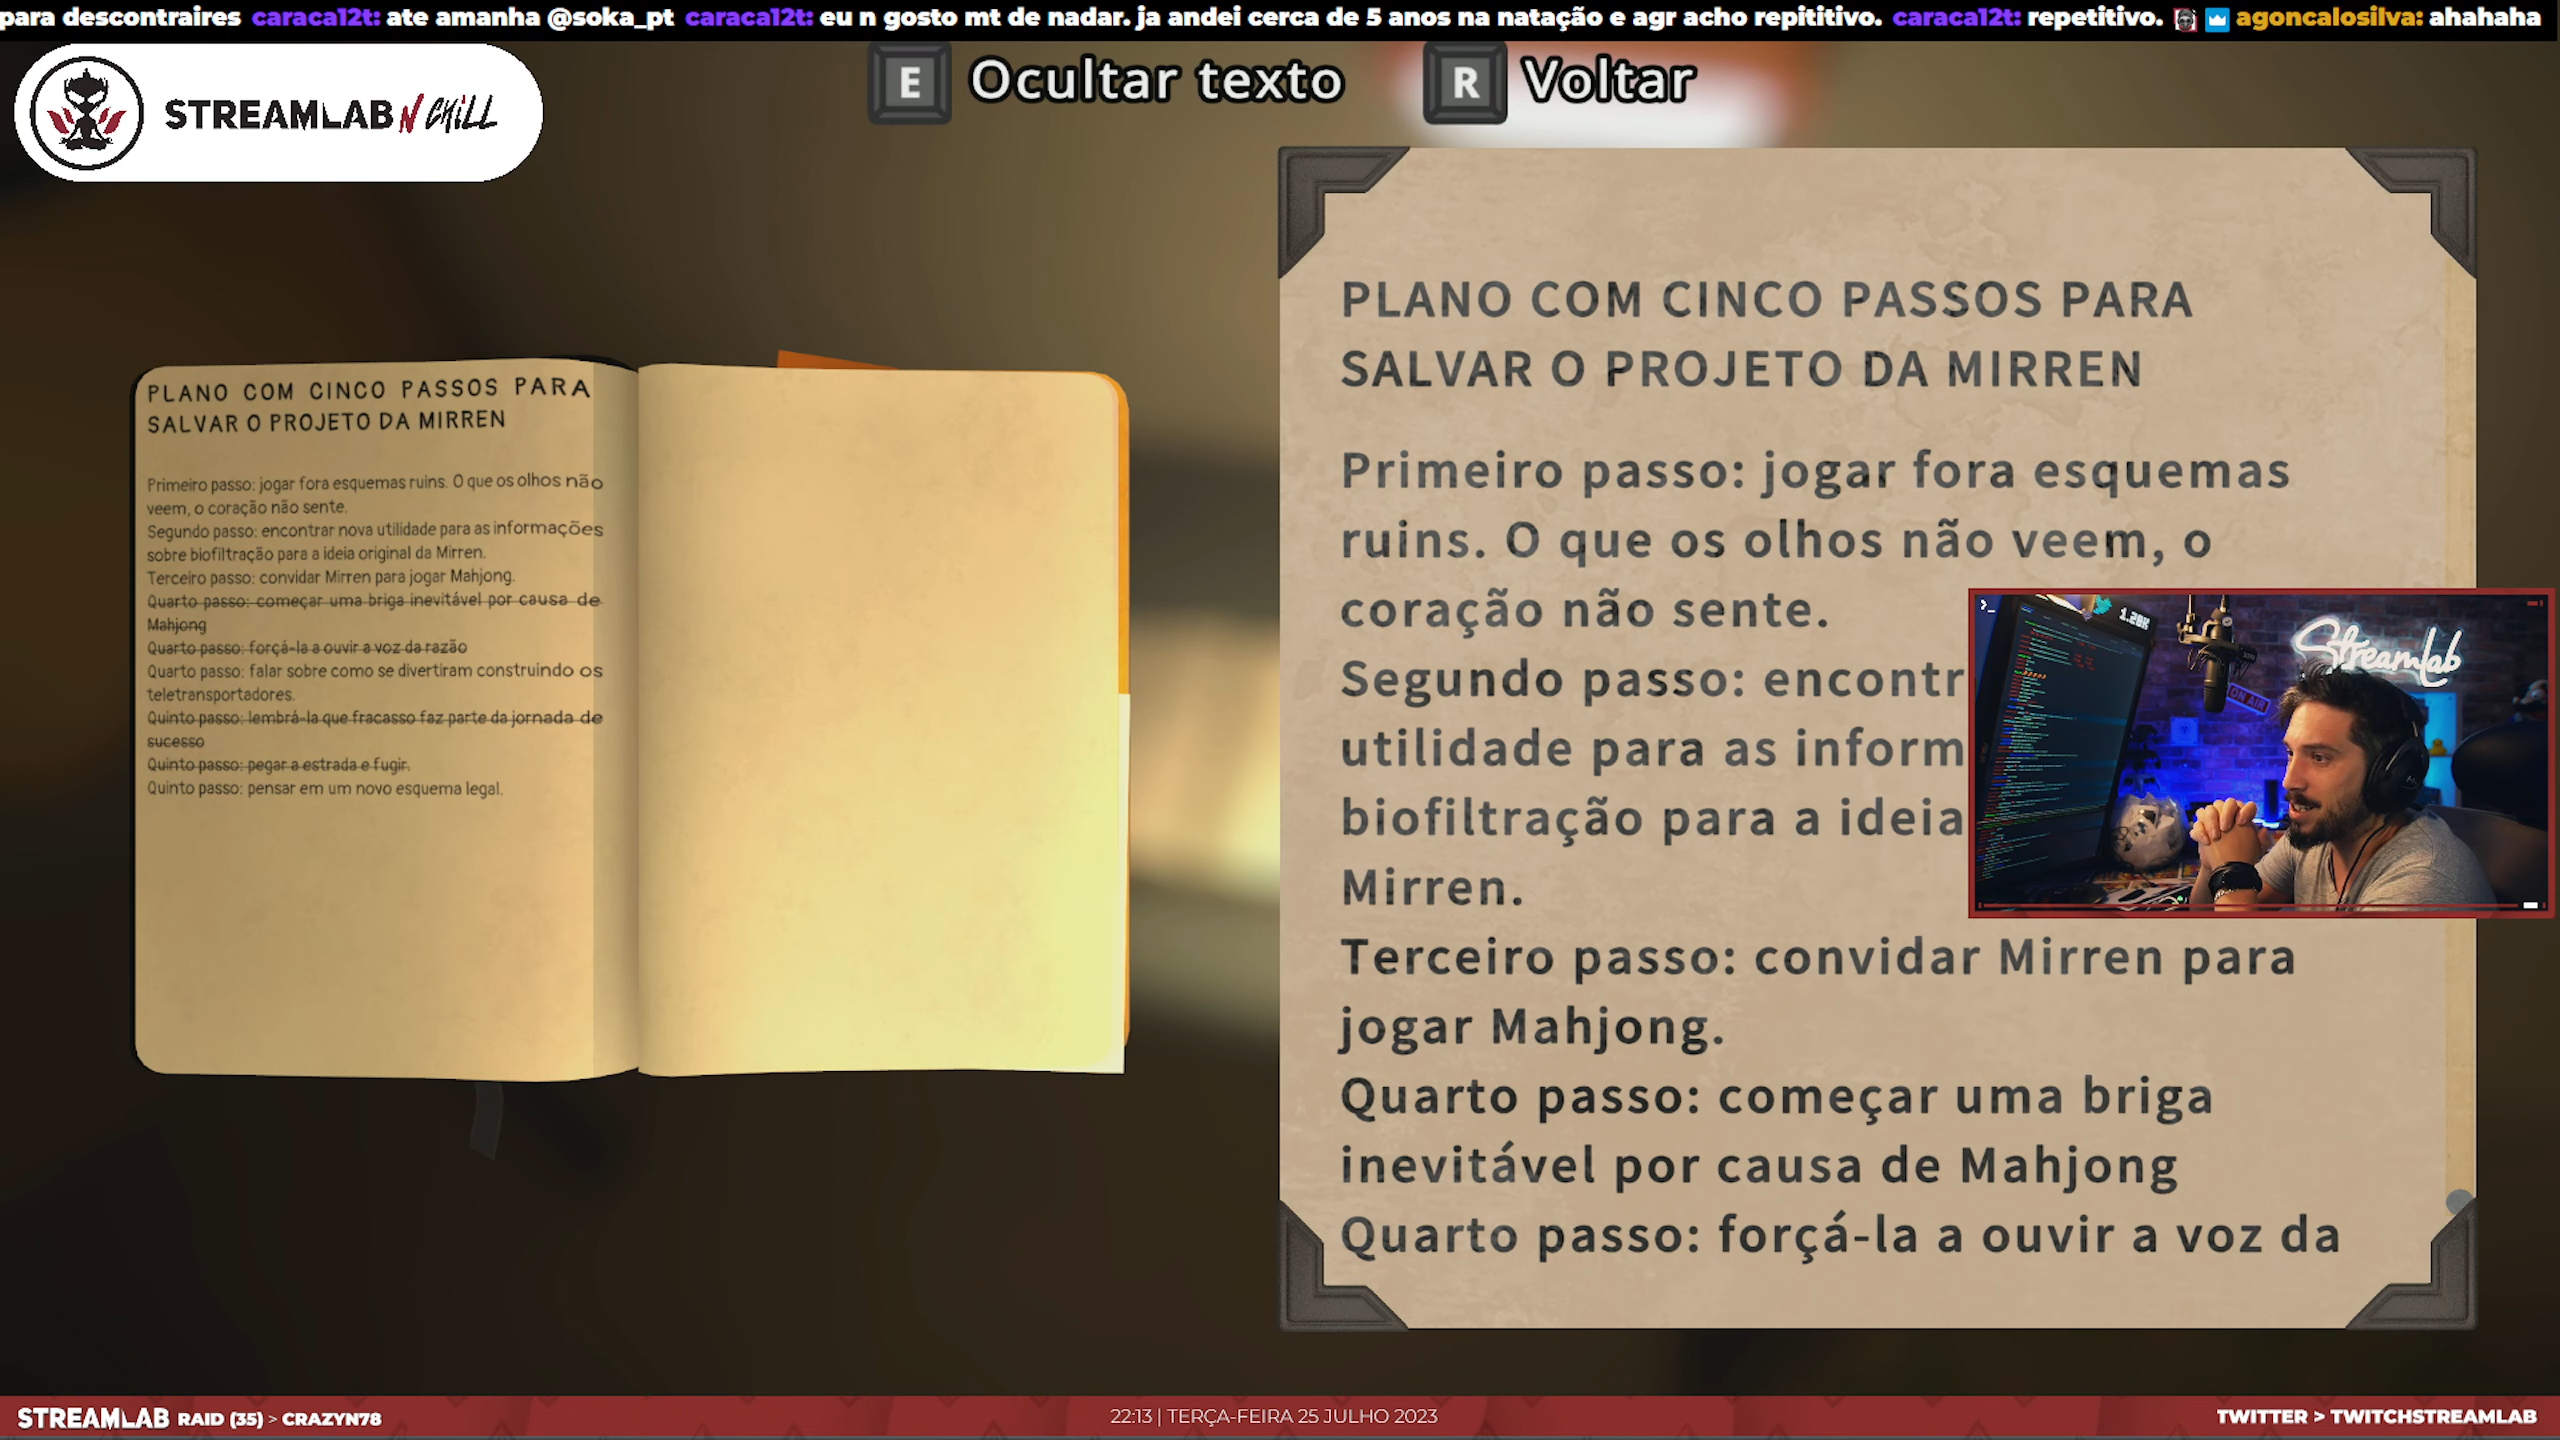 para descontraires caraca12t: ate amanha @soka_pt caraca12t: eu n gosto mt de nadar. ja andei cerca de 5 anos na natação e agr acho repititivo. caraca12t: repetitivo. agoncalosilva: ahahaha
STREAMLAB N CHILL
E Ocultar texto R Voltar
PLANO COM CINCO PASSOS PARA
SALVAR O PROJETO DA MIRREN
Primeiro passo: jogar fora esquemas ruins. O que os olhos não
veem, o coração não sente.
Segundo passo: encontrar nova utilidade para as informações
sobre biofiltração para a ideia original da Mirren.
Terceiro passo: convidar Mirren para jogar Mahjong.
Quarto passo: começar uma briga inevitável por causa de
Mahjong
Quarto passo: forçá-la a ouvir a voz da razão
Quarto passo: falar sobre como se divertiram construindo os
teletransportadores.
Quinto passo: lembrá-la que fracasso faz parte da jornada de
sucesso
Quinto passo: pegar a estrada e fugir.
Quinto passo: pensar em um novo esquema legal.
PLANO COM CINCO PASSOS PARA
SALVAR O PROJETO DA MIRREN
Primeiro passo: jogar fora esquemas
ruins. O que os olhos não veem, o
coração não sente.
Segundo passo: encontr
utilidade para as inform
biofiltração para a ideia
Mirren.
Terceiro passo: convidar Mirren para
jogar Mahjong.
Quarto passo: começar uma briga
inevitável por causa de Mahjong
Quarto passo: forçá-la a ouvir a voz da
1.28K
Streamlab
ON AIR
STREAMLAB RAID (35) > CRAZYN78
22:13 | TERÇA-FEIRA 25 JULHO 2023
TWITTER > TWITCHSTREAMLAB